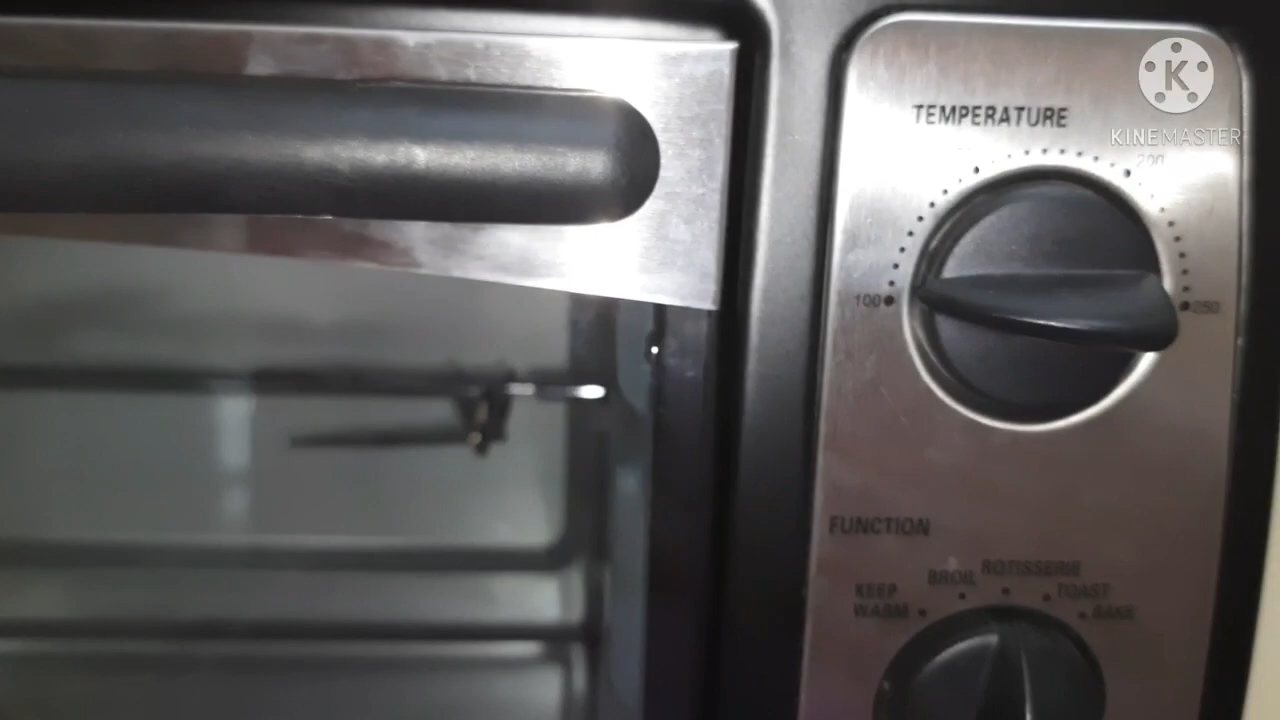 K
KINEMASTER
TEMPERATURE
200
100
250
FUNCTION
ROTISSERIE
BROIL
TOAST
KEEP
WARM
BAKE